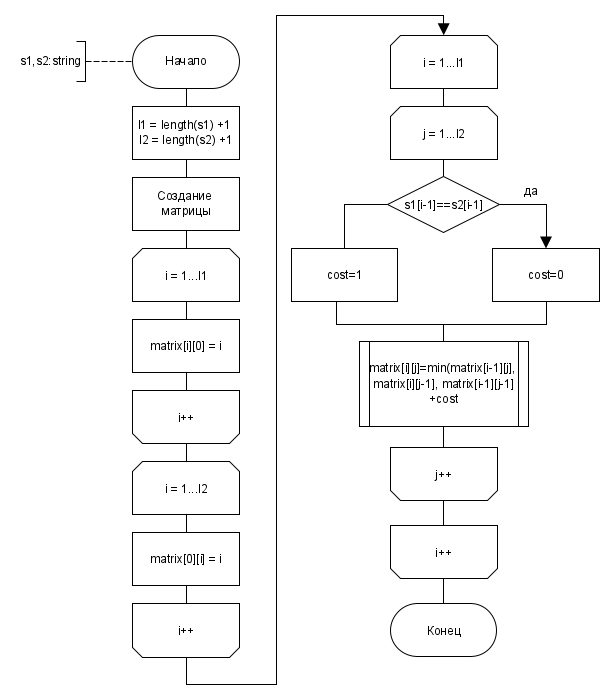 s1,s2:string
Начало
l1 = length(s1) +1
l2 = length(s2) +1
Создание
матрицы
i = 1...l1
matrix[i][0] = i
i++
i = 1...l2
matrix[0][i] = i
i++
i = 1...l1
j = 1...l2
s1[i-1]==s2[i-1]
да
cost=1
cost=0
matrix[i][j]=min(matrix[i-1][j],
matrix[i][j-1], matrix[i-1][j-1]
+cost
j++
i++
Конец